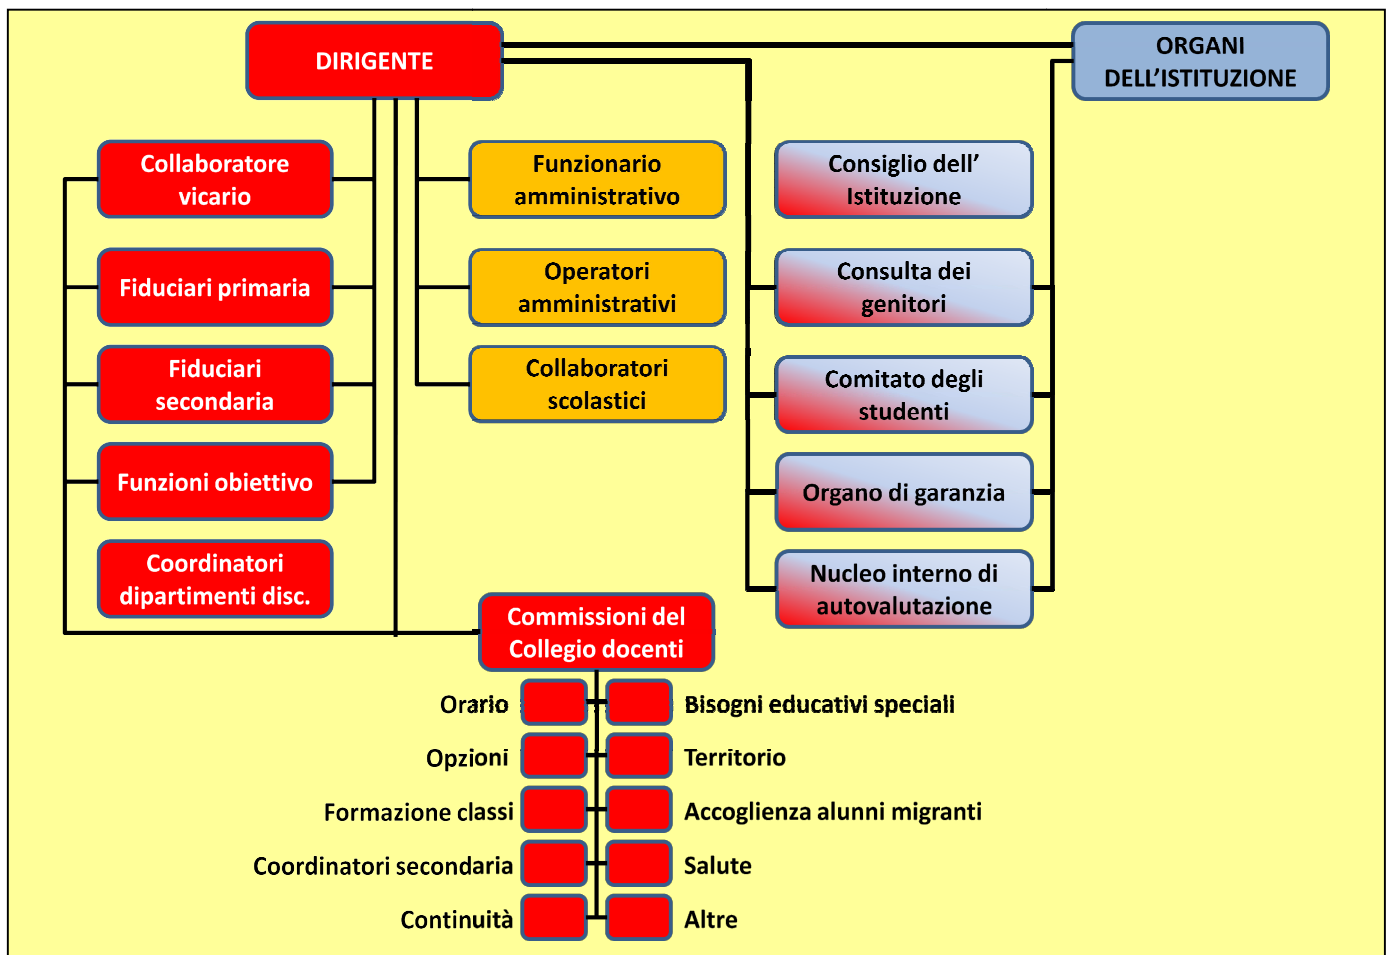 DIRIGENTE
ORGANI
DELL’ISTITUZIONE
Collaboratore
vicario
Fiduciari primaria
Fiduciari
secondaria
Funzioni obiettivo
Coordinatori
dipartimenti disc.
Funzionario
amministrativo
Operatori
amministrativi
Collaboratori
scolastici
Consiglio dell’
Istituzione
Consulta dei
genitori
Comitato degli
studenti
Organo di garanzia
Nucleo interno di
autovalutazione
Commissioni del
Collegio docenti
Orario
Bisogni educativi speciali
Opzioni
Territorio
Formazione classi
Accoglienza alunni migranti
Coordinatori secondaria
Salute
Continuità
Altre